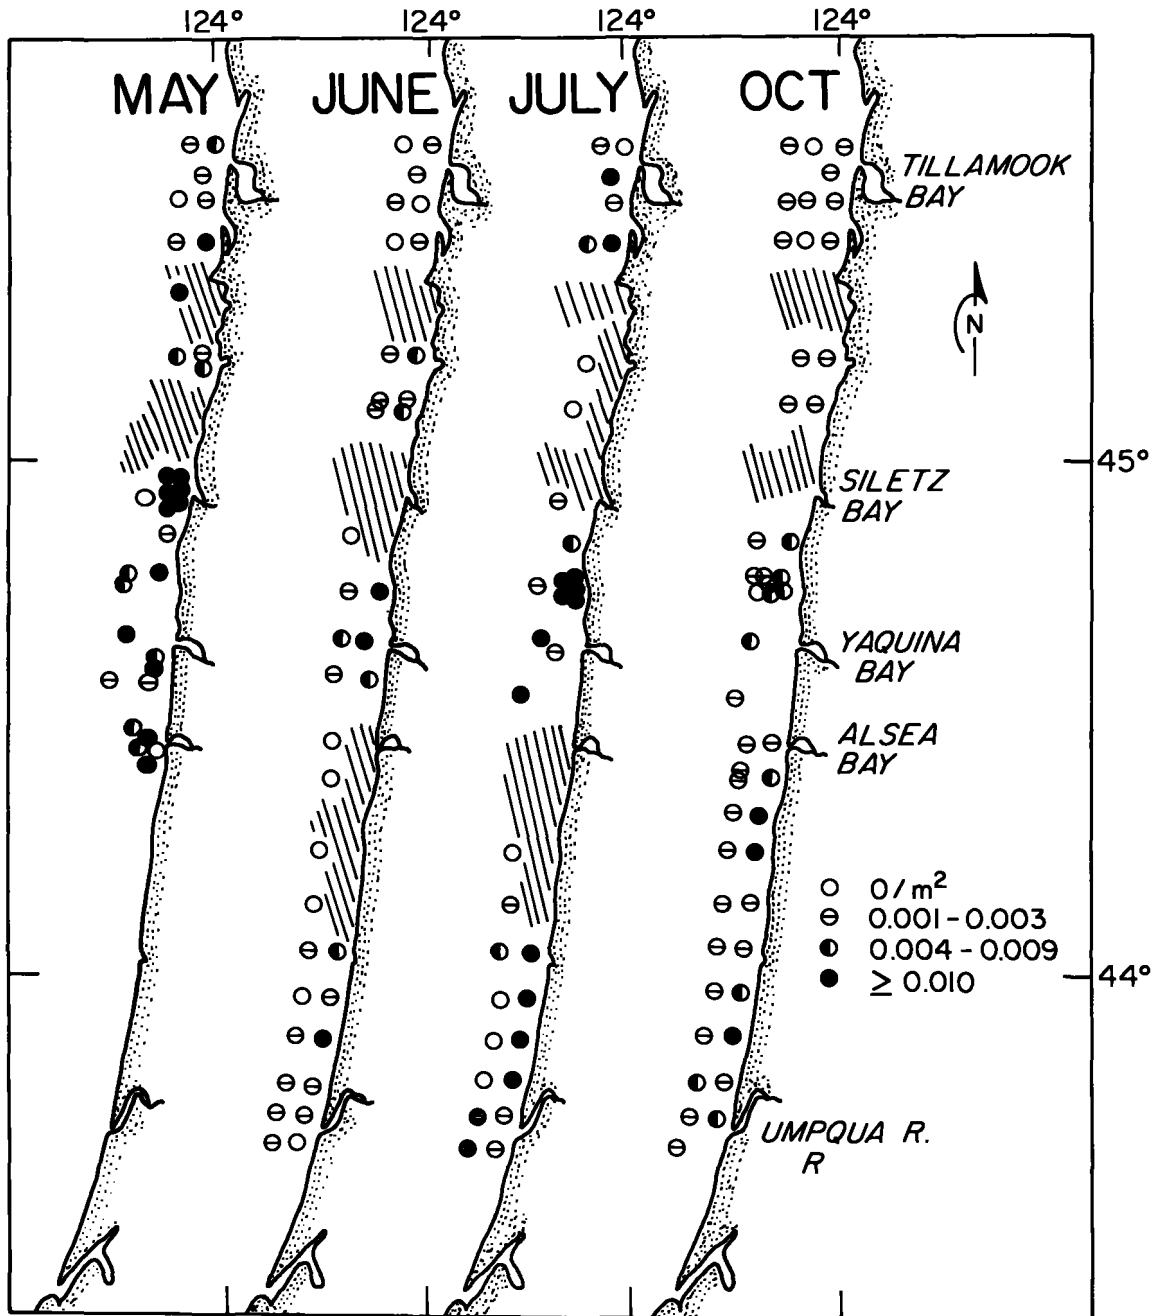 124° 124° 124° 124°
MAY JUNE JULY OCT
TILLAMOOK
BAY
N
45°
SILETZ
BAY
YAQUINA
BAY
ALSEA
BAY
0/m²
0.001-0.003
0.004-0.009
≥ 0.010
44°
UMPQUA R.
R